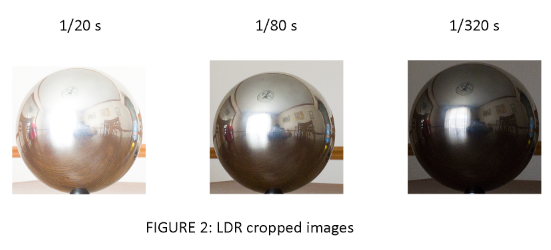 1/20 s
1/80 s
1/320 s
FIGURE 2: LDR cropped images